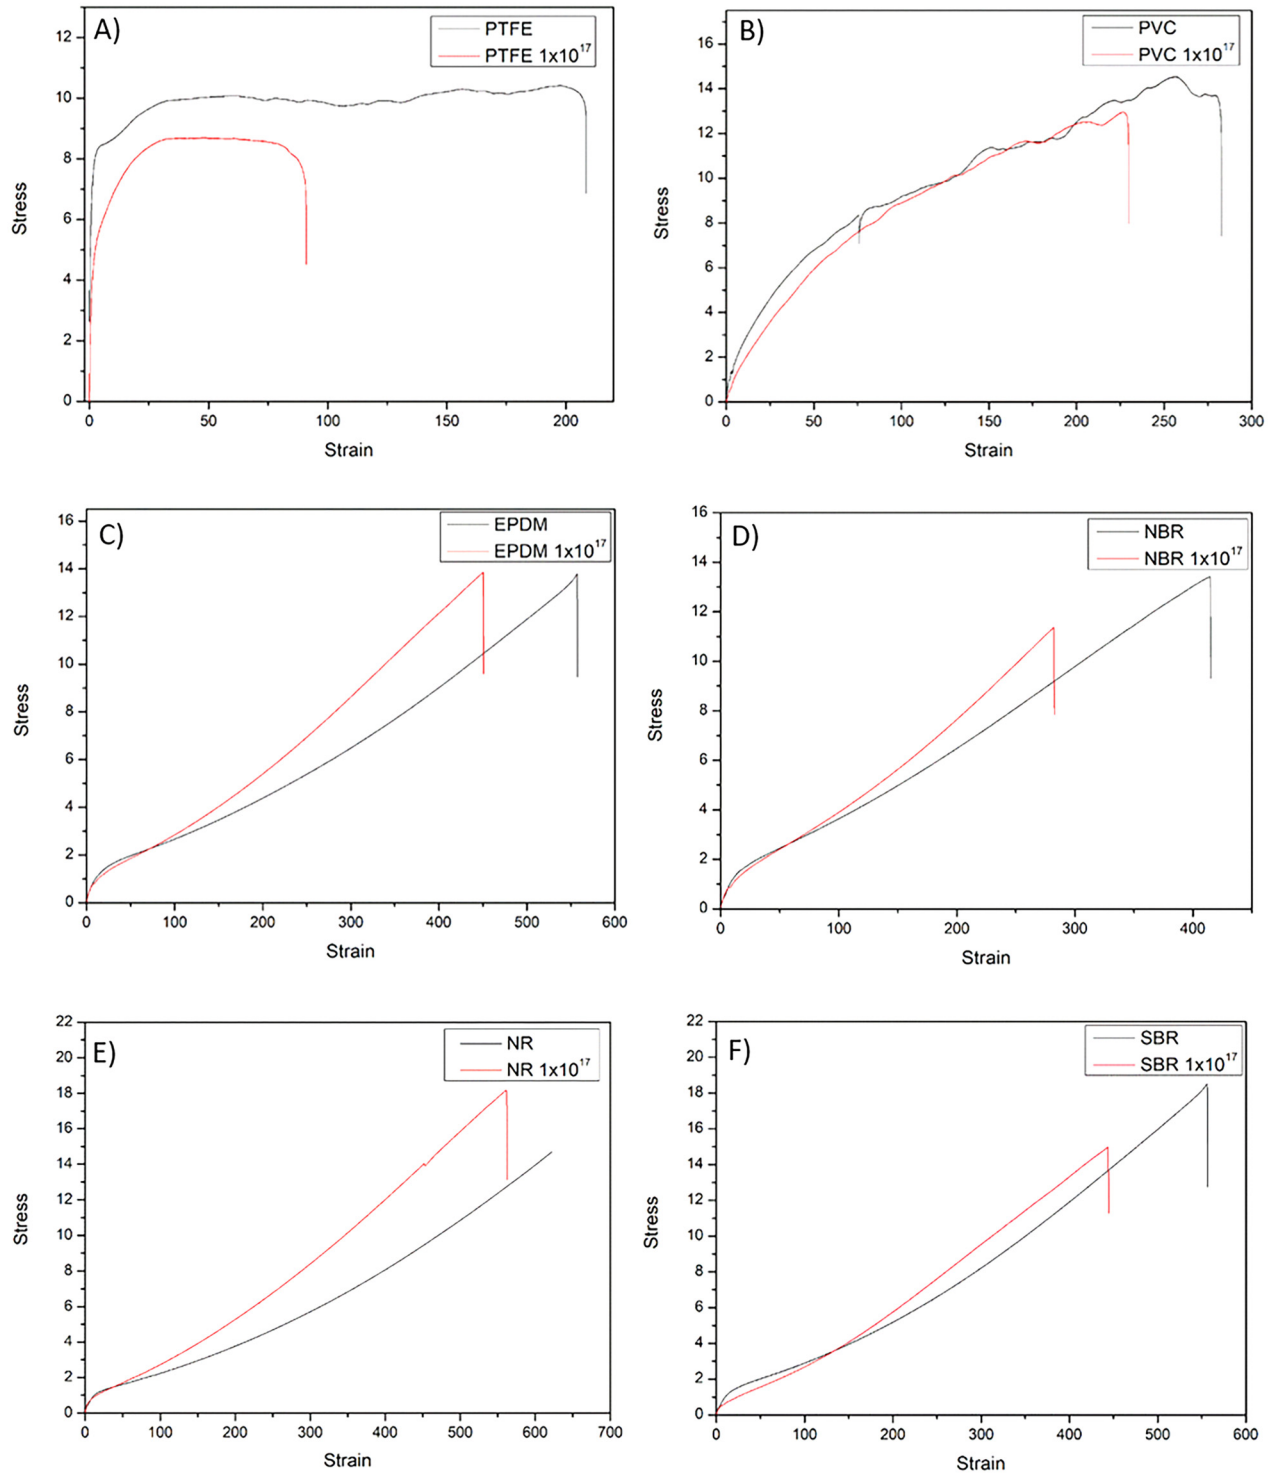 A)
PTFE
PTFE 1x10¹⁷
12
10
8
6
4
2
0
Stress
0 50 100 150 200
Strain
B)
PVC
PVC 1x10¹⁷
16
14
12
10
8
6
4
2
0
Stress
0 50 100 150 200 250 300
Strain
C)
EPDM
EPDM 1x10¹⁷
16
14
12
10
8
6
4
2
0
Stress
0 100 200 300 400 500 600
Strain
D)
NBR
NBR 1x10¹⁷
16
14
12
10
8
6
4
2
0
Stress
0 100 200 300 400
Strain
E)
NR
NR 1x10¹⁷
22
20
18
16
14
12
10
8
6
4
2
0
Stress
0 100 200 300 400 500 600 700
Strain
F)
SBR
SBR 1x10¹⁷
22
20
18
16
14
12
10
8
6
4
2
0
Stress
0 100 200 300 400 500 600
Strain